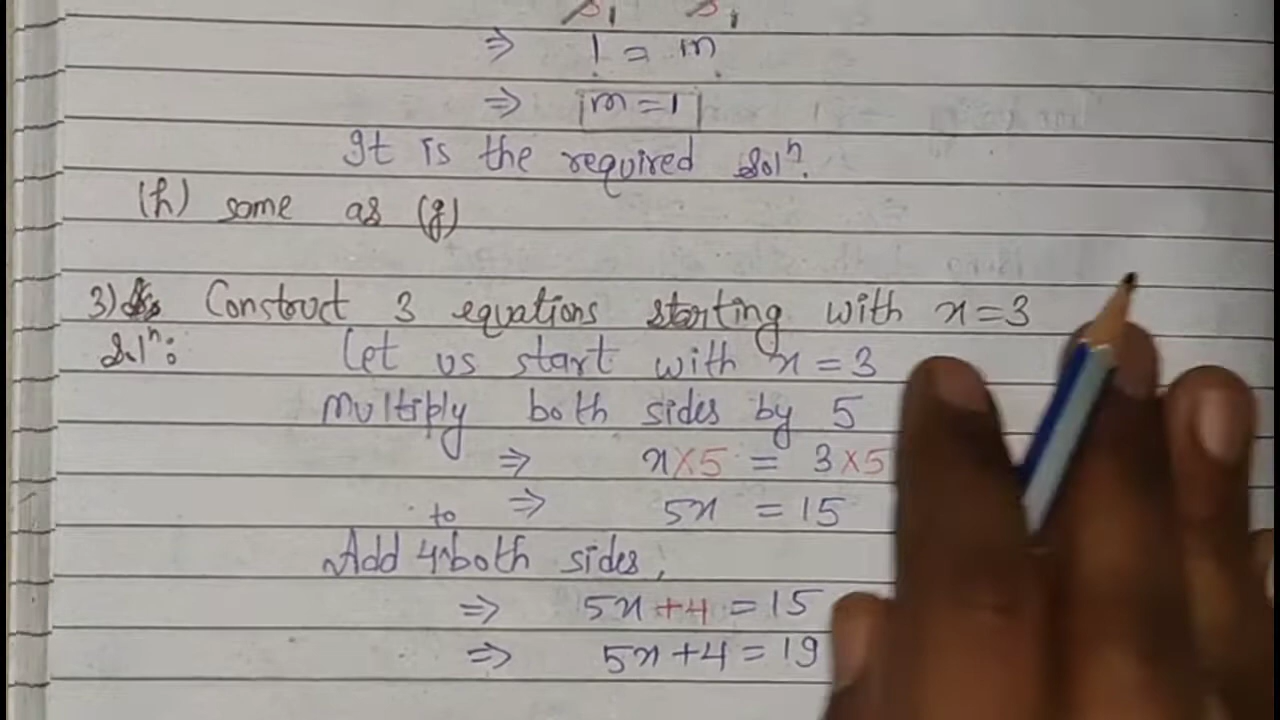 ⇒ 1 = m
⇒ m = 1
It is the required Solⁿ.
(h) same as (g)
3) Construct 3 equations starting with x = 3
Solⁿ: Let us start with x = 3
Multiply both sides by 5
⇒ x×5 = 3×5
⇒ 5x = 15
Add 4 to both sides,
⇒ 5x+4 = 15
⇒ 5x+4 = 19